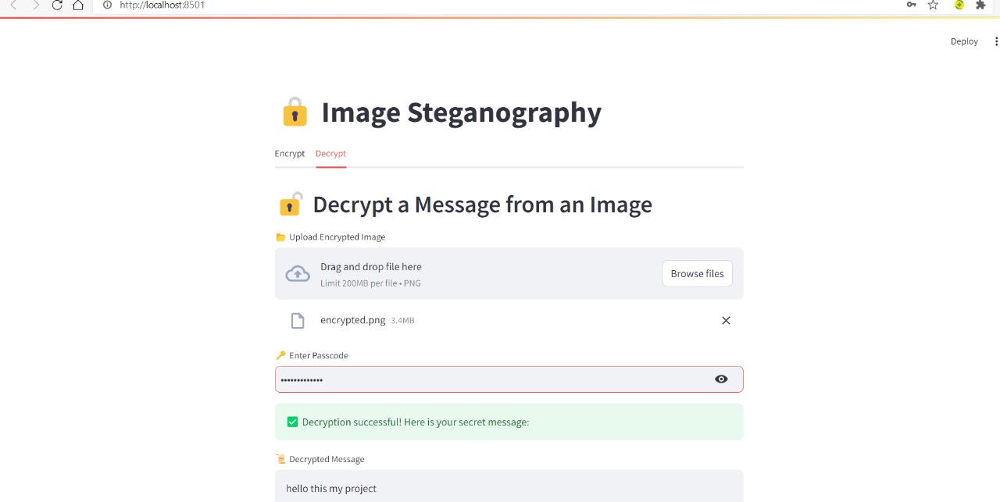 http://localhost:8501
Deploy
Image Steganography
Encrypt Decrypt
Decrypt a Message from an Image
Upload Encrypted Image
Drag and drop file here
Limit 200MB per file • PNG
Browse files
encrypted.png 3.4MB
Enter Passcode
•••••••••••••
Decryption successful! Here is your secret message:
Decrypted Message
hello this my project